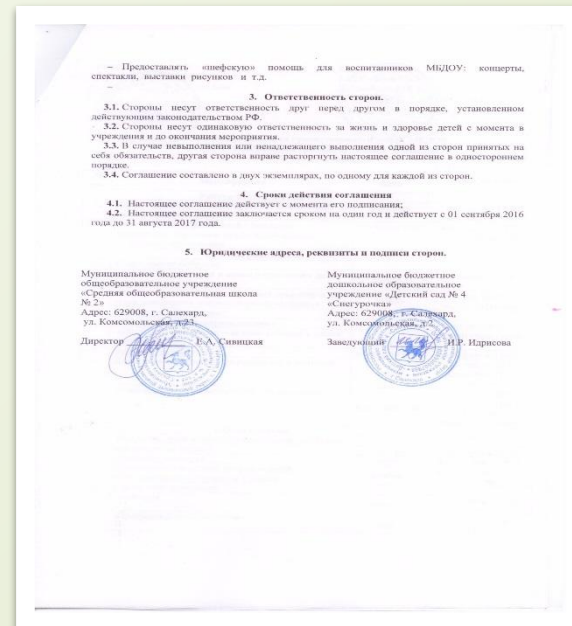 – Предоставлять «шефскую» помощь для воспитанников МБДОУ: концерты,
спектакли, выставки рисунков и т.д.
–
3. Ответственность сторон.
3.1. Стороны несут ответственность друг перед другом в порядке, установленном
действующим законодательством РФ.
3.2. Стороны несут одинаковую ответственность за жизнь и здоровье детей с момента в
учреждения и до окончания мероприятия.
3.3. В случае невыполнения или ненадлежащего выполнения одной из сторон принятых на
себя обязательств, другая сторона вправе расторгнуть настоящее соглашение в одностороннем
порядке.
3.4. Соглашение составлено в двух экземплярах, по одному для каждой из сторон.
4. Сроки действия соглашения
4.1. Настоящее соглашение действует с момента его подписания;
4.2. Настоящее соглашение заключается сроком на один год и действует с 01 сентября 2016
года до 31 августа 2017 года.
5. Юридические адреса, реквизиты и подписи сторон.
Муниципальное бюджетное
общеобразовательное учреждение
«Средняя общеобразовательная школа
№ 2»
Адрес: 629008, г. Салехард,
ул. Комсомольская, д.23
Директор Е.А. Сивицкая
Муниципальное бюджетное
дошкольное образовательное
учреждение «Детский сад № 4
«Снегурочка»
Адрес: 629008, г. Салехард,
ул. Комсомольская, д.2
Заведующий И.Р. Идрисова